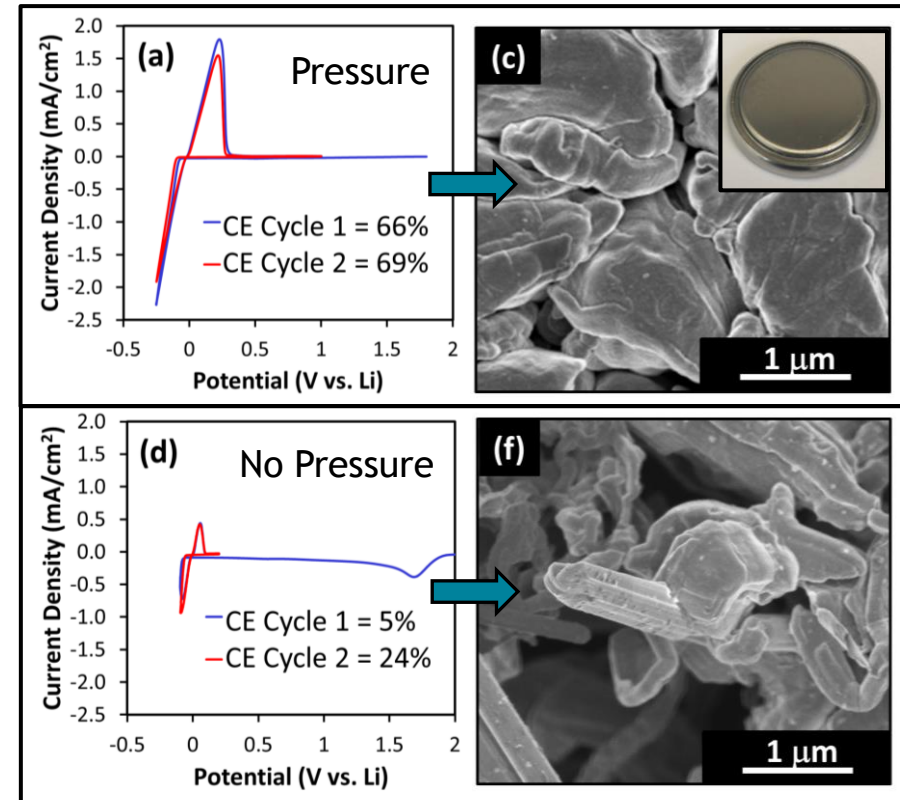 (a)
Pressure
Current Density (mA/cm²)
2.0
1.5
1.0
0.5
0.0
-0.5
-1.0
-1.5
-2.0
-2.5
CE Cycle 1 = 66%
CE Cycle 2 = 69%
-0.5 0 0.5 1 1.5 2
Potential (V vs. Li)
(c)
1 μm
(d)
No Pressure
Current Density (mA/cm²)
2.0
1.5
1.0
0.5
0.0
-0.5
-1.0
-1.5
-2.0
-2.5
CE Cycle 1 = 5%
CE Cycle 2 = 24%
-0.5 0 0.5 1 1.5 2
Potential (V vs. Li)
(f)
1 μm